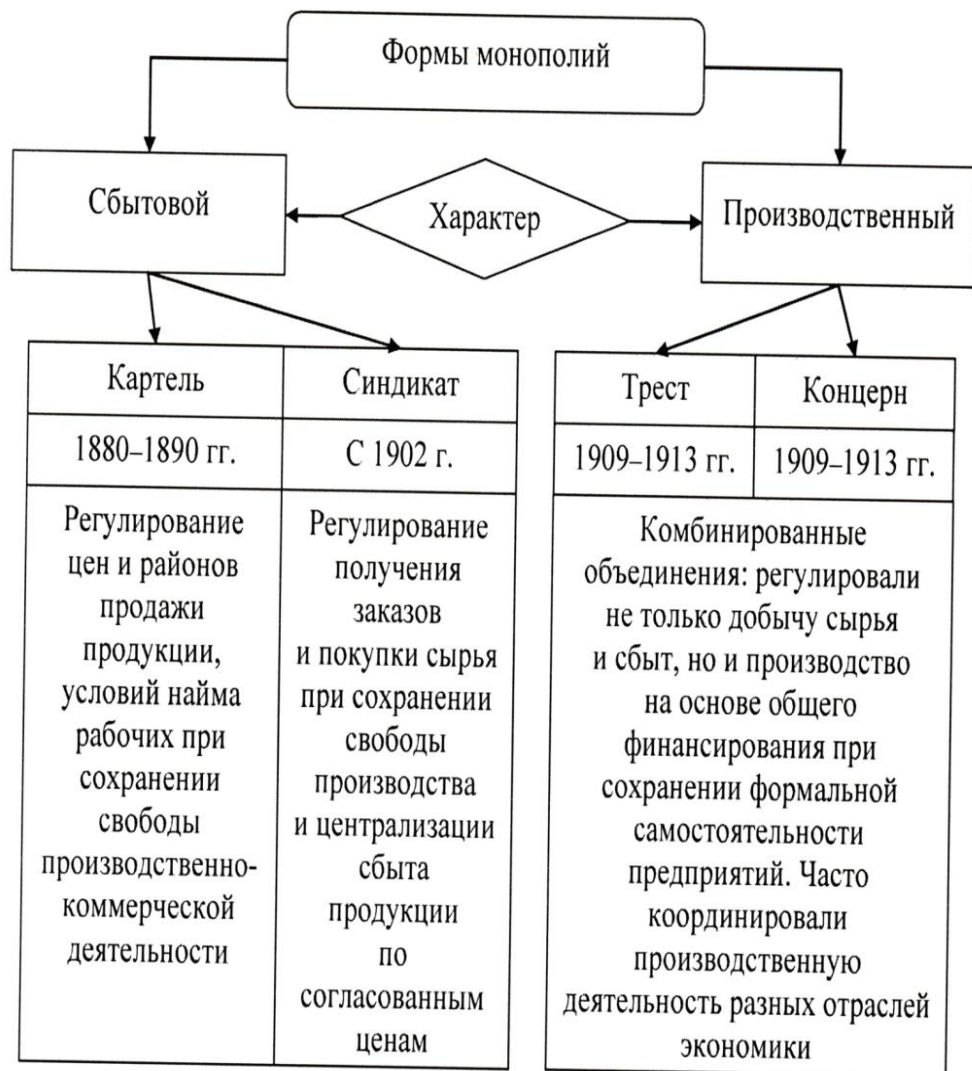 Формы монополий
Сбытовой
Характер
Производственный
Картель
Синдикат
1880–1890 гг.
С 1902 г.
Регулирование
цен и районов
продажи
продукции,
условий найма
рабочих при
сохранении
свободы
производственно-
коммерческой
деятельности
Регулирование
получения
заказов
и покупки сырья
при сохранении
свободы
производства
и централизации
сбыта
продукции
по
согласованным
ценам
Трест
Концерн
1909–1913 гг.
1909–1913 гг.
Комбинированные
объединения: регулировали
не только добычу сырья
и сбыт, но и производство
на основе общего
финансирования при
сохранении формальной
самостоятельности
предприятий. Часто
координировали
производственную
деятельность разных отраслей
экономики